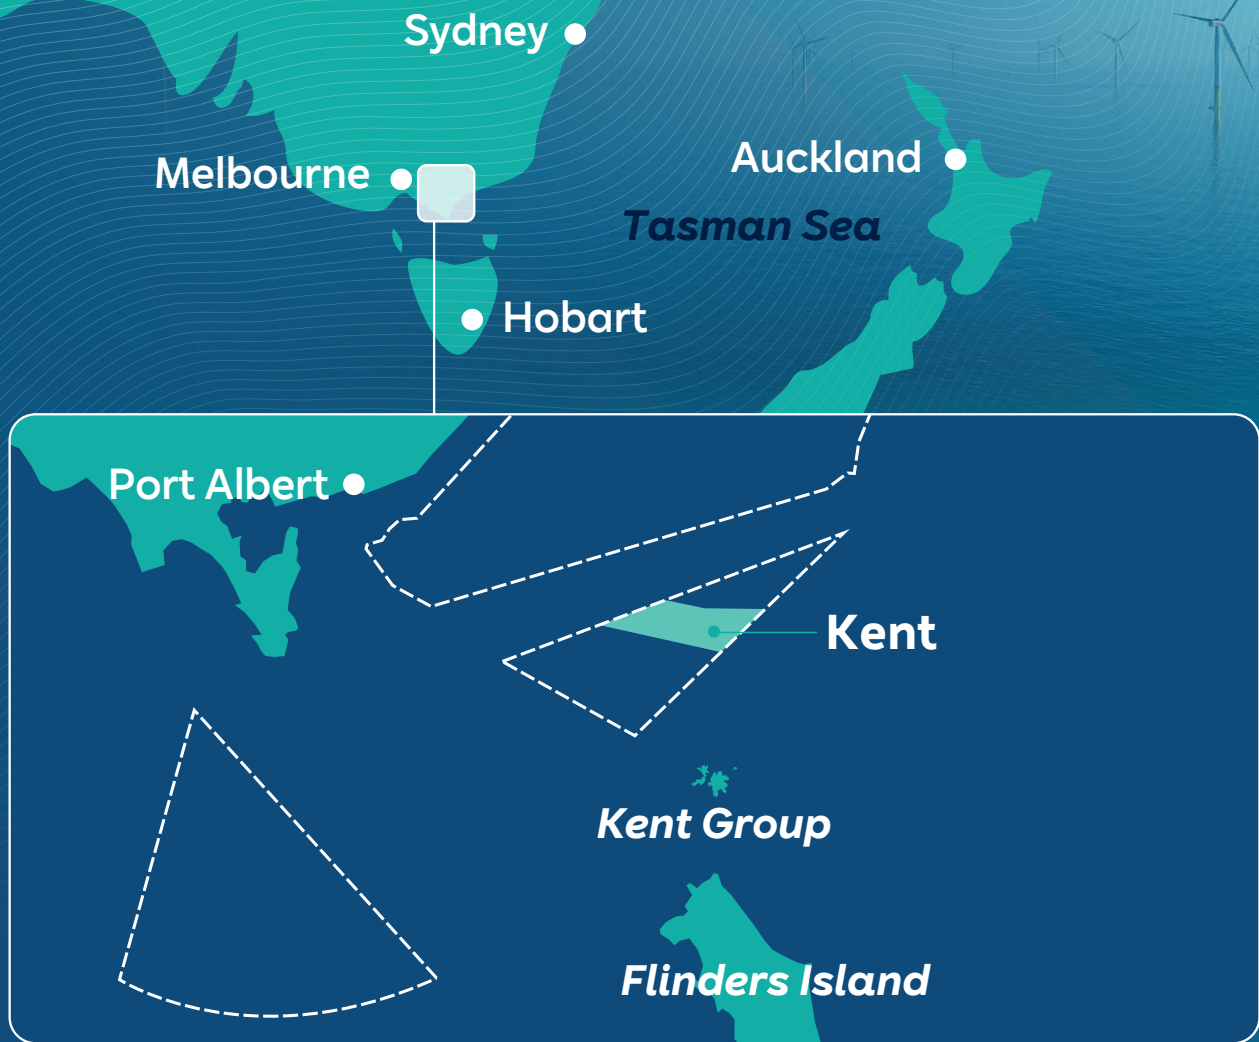 Sydney
Melbourne
Auckland
Tasman Sea
Hobart
Port Albert
Kent
Kent Group
Flinders Island